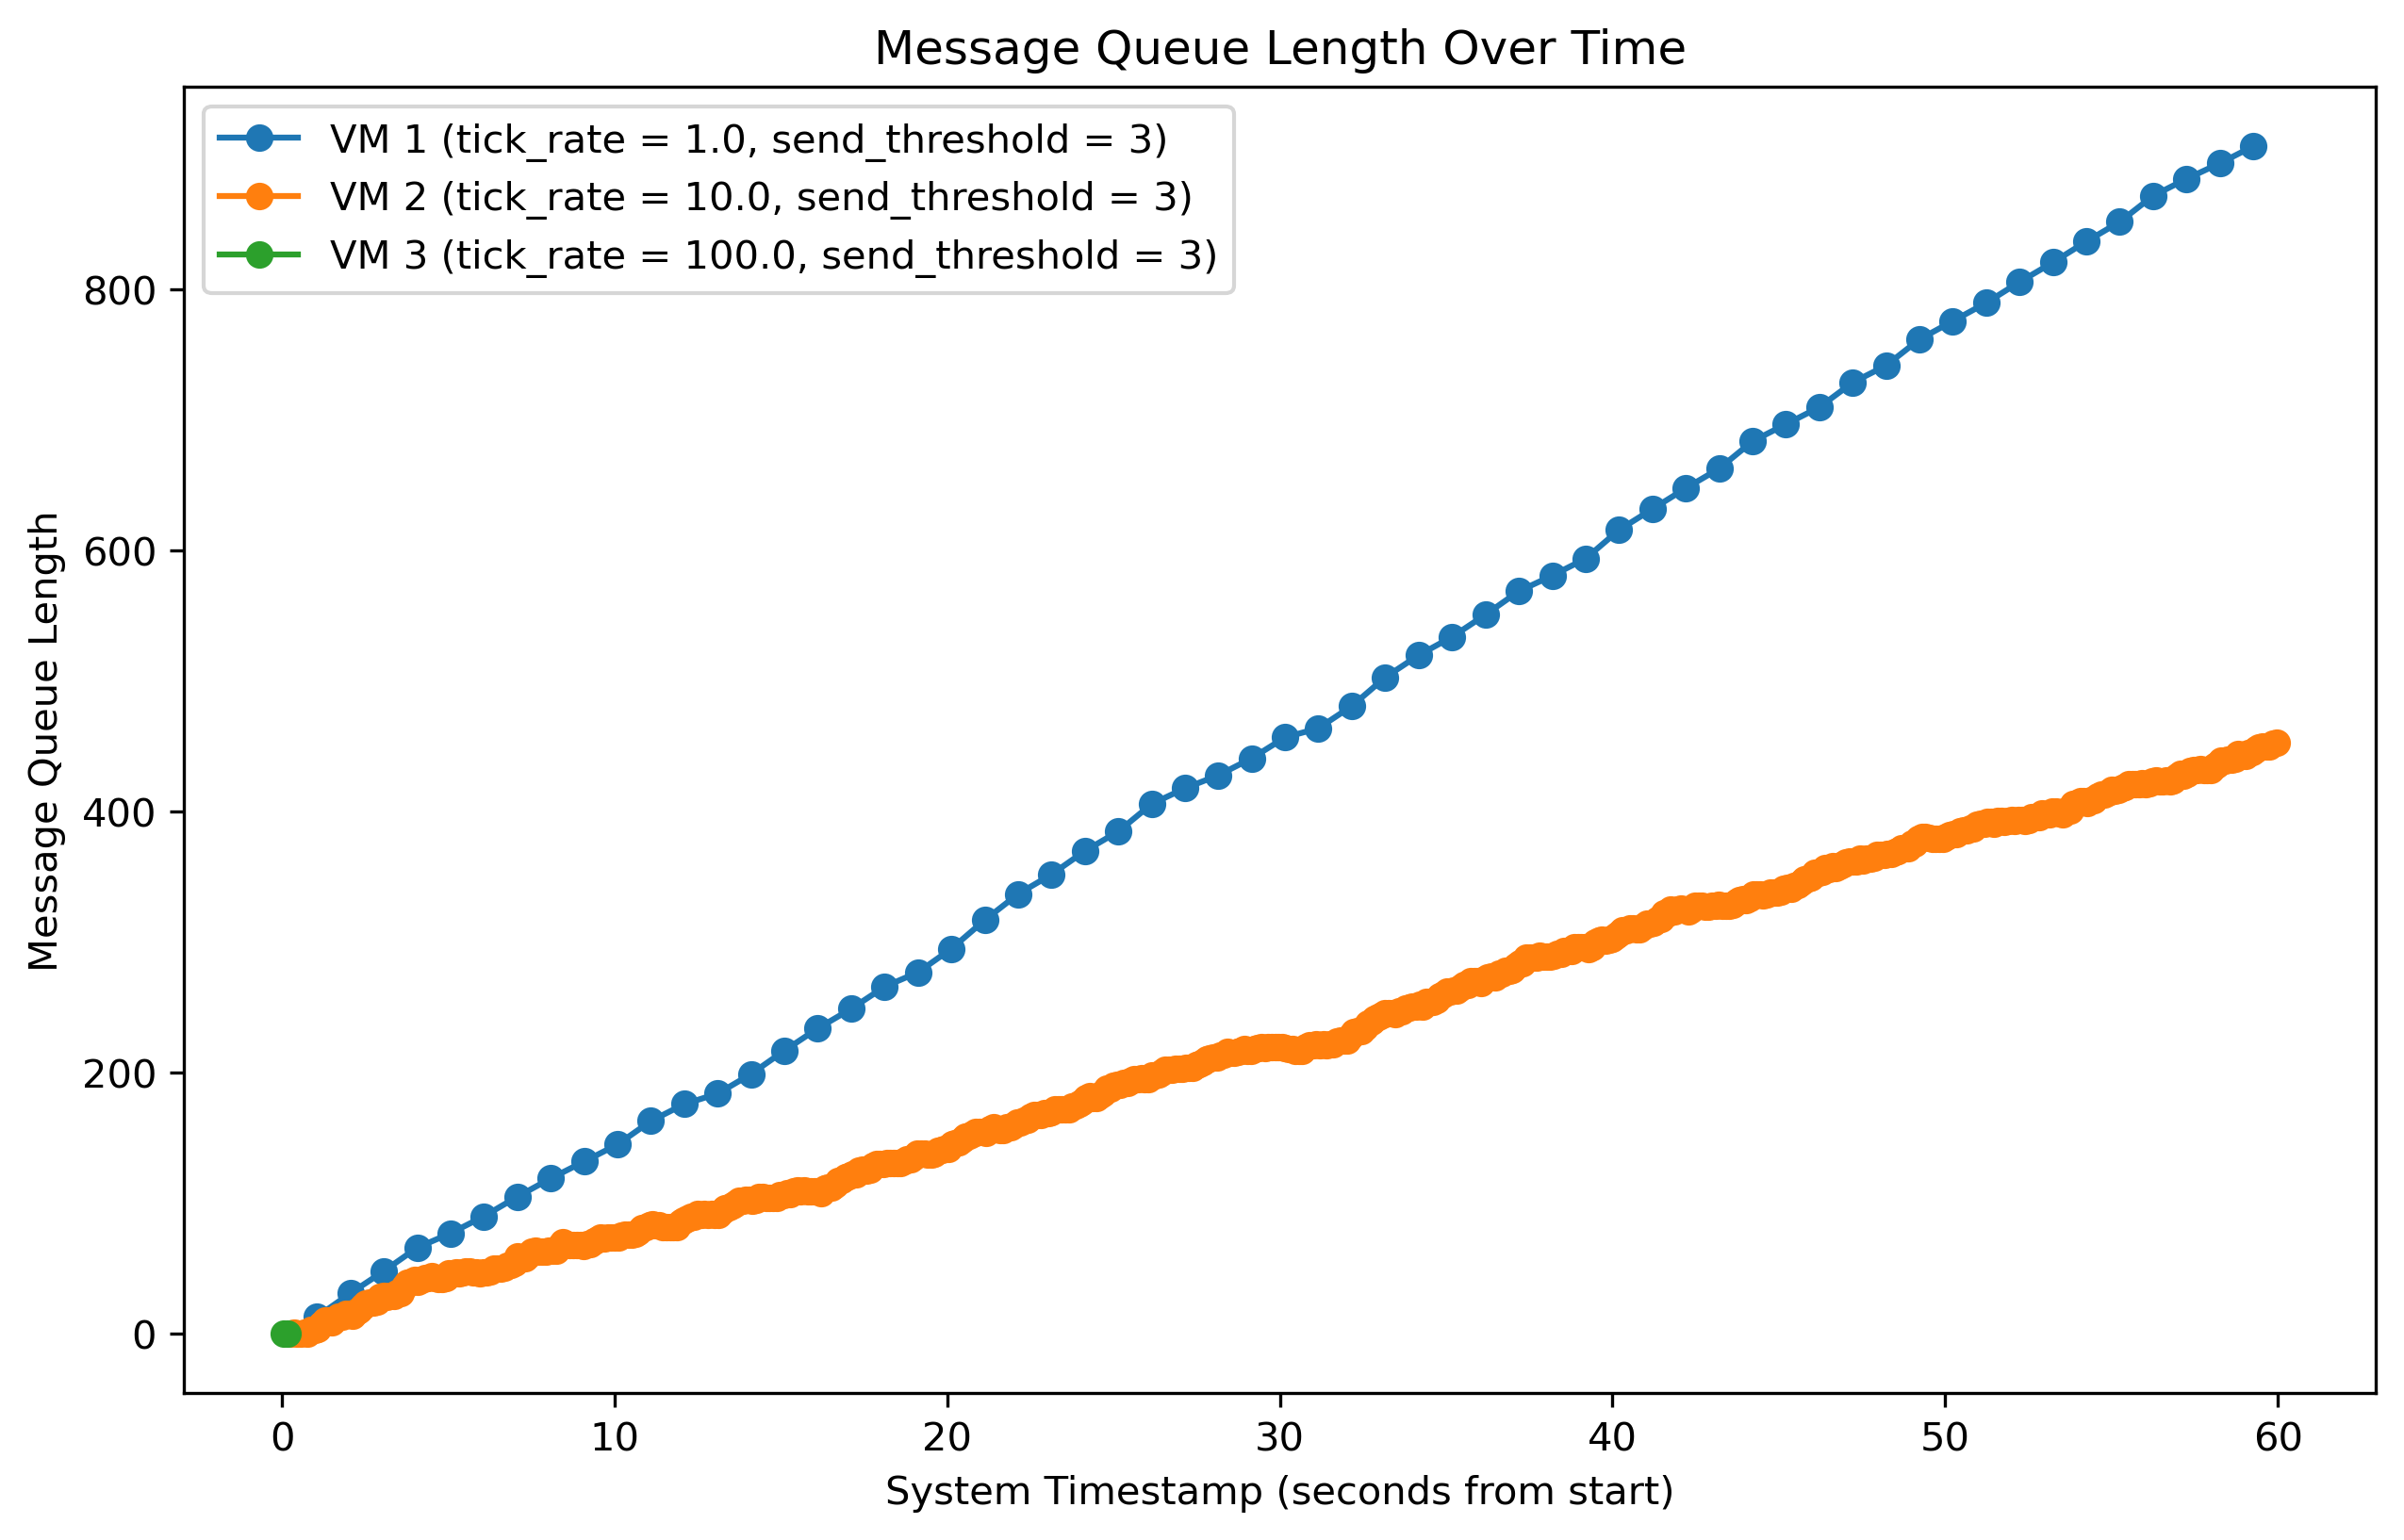 Message Queue Length Over Time
VM 1 (tick_rate = 1.0, send_threshold = 3)
VM 2 (tick_rate = 10.0, send_threshold = 3)
VM 3 (tick_rate = 100.0, send_threshold = 3)
Message Queue Length
800
600
400
200
0
0 10 20 30 40 50 60
System Timestamp (seconds from start)